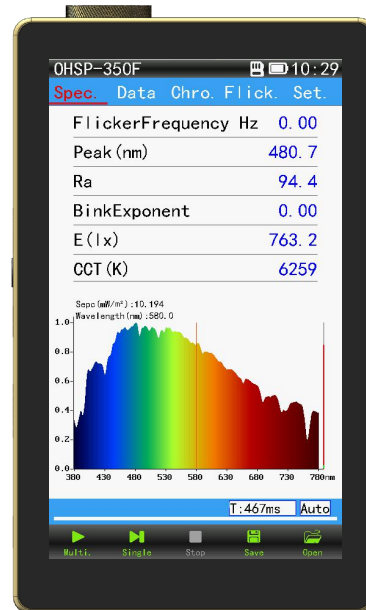 OHSP-350F 10:29
Spec. Data Chro. Flick. Set.
FlickerFrequency Hz 0.00
Peak(nm) 480.7
Ra 94.4
BinkExponent 0.00
E(lx) 763.2
CCT(K) 6259
Sepc(mW/m²):10.194
Wavelength(nm):580.0
1.0
0.8
0.6
0.4
0.2
0.0
380 430 480 530 580 630 680 730 780nm
T:467ms Auto
Multi. Single Stop Save Open